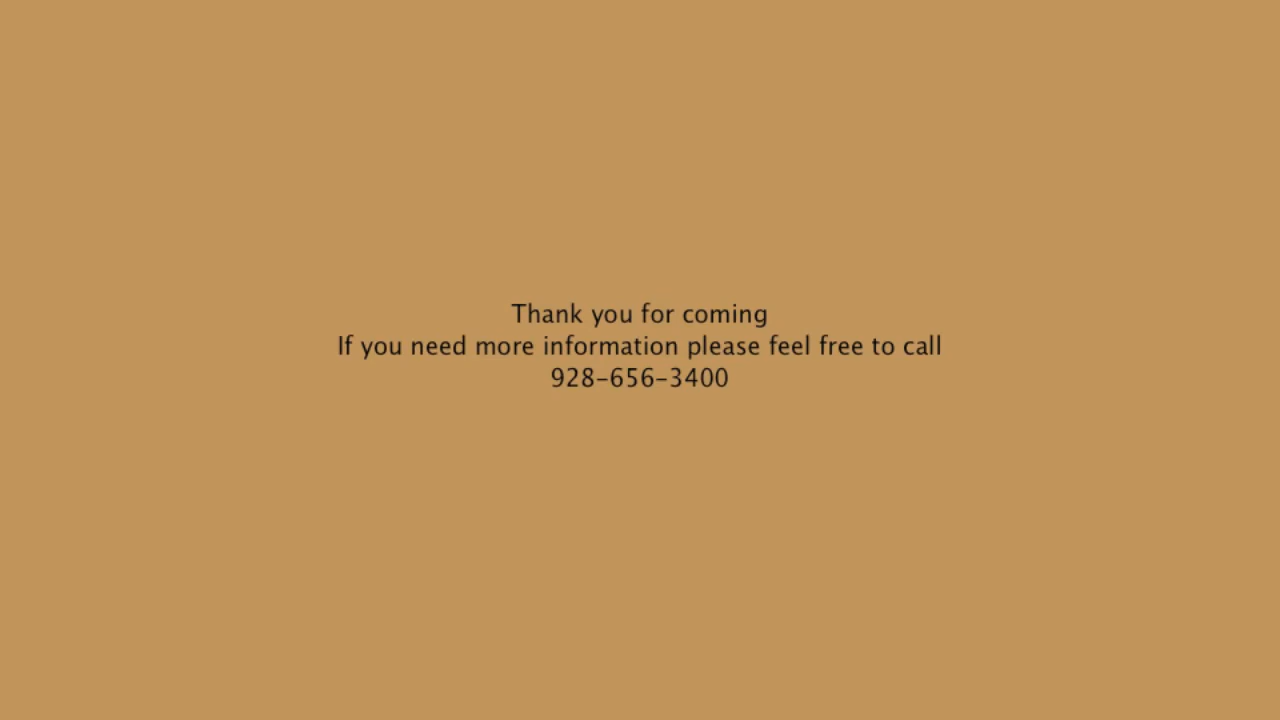 Thank you for coming
If you need more information please feel free to call
928-656-3400